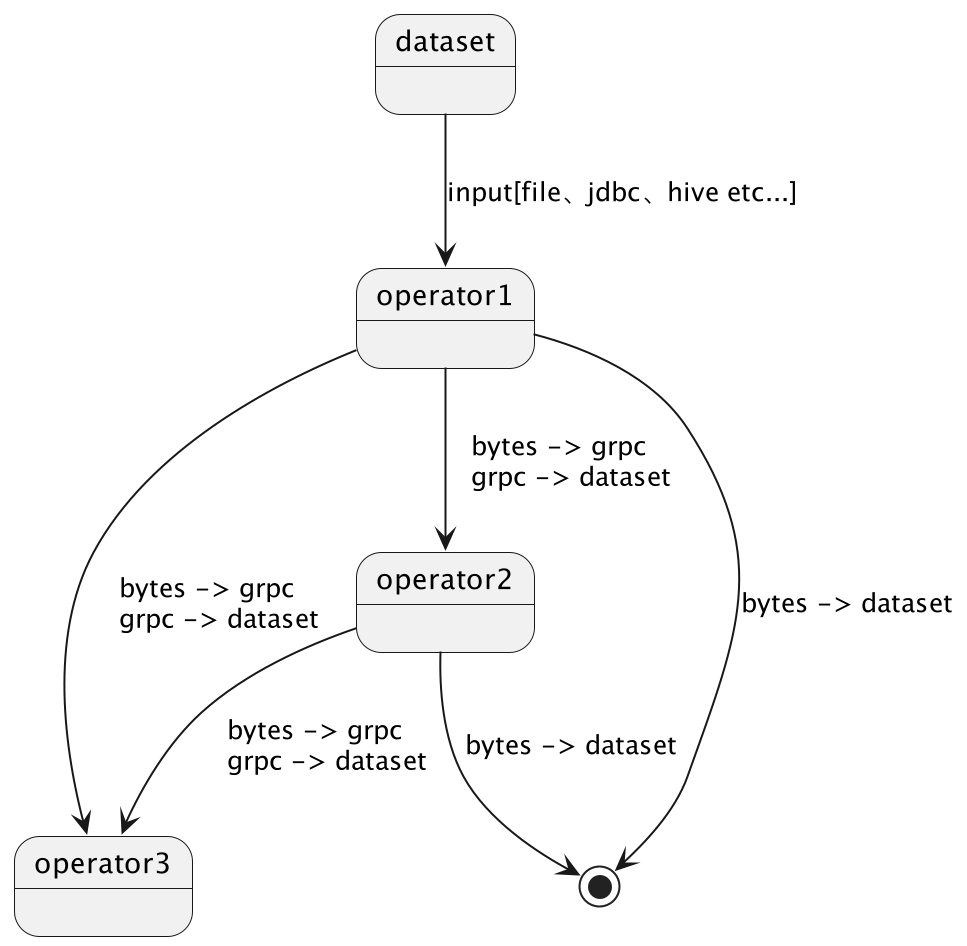 dataset
input[file、jdbc、hive etc...]
operator1
bytes -> grpc
grpc -> dataset
operator2
bytes -> grpc
grpc -> dataset
bytes -> dataset
bytes -> grpc
grpc -> dataset
bytes -> dataset
operator3